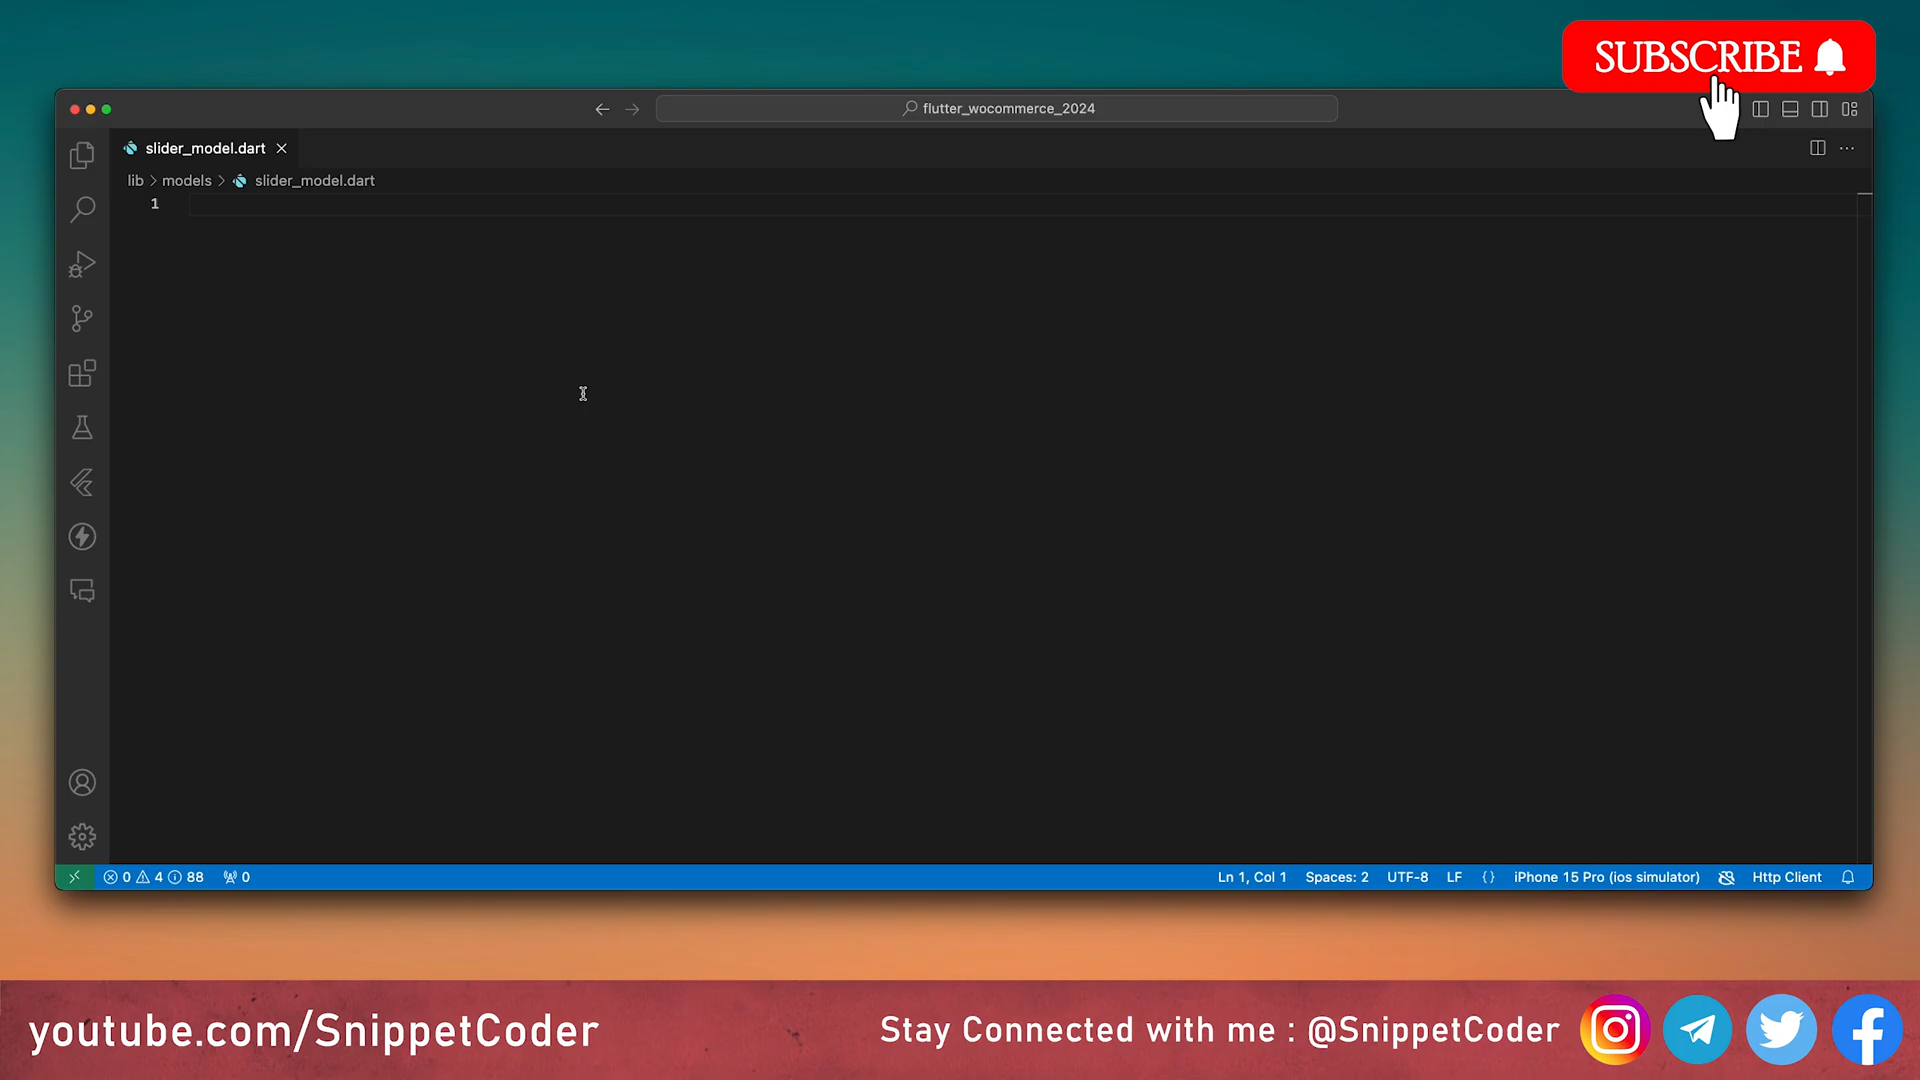 SUBSCRIBE
flutter_wocommerce_2024
slider_model.dart
lib > models > slider_model.dart
1
0 4 88 0
Ln 1, Col 1 Spaces: 2 UTF-8 LF {} iPhone 15 Pro (ios simulator) Http Client
youtube.com/SnippetCoder
Stay Connected with me : @SnippetCoder